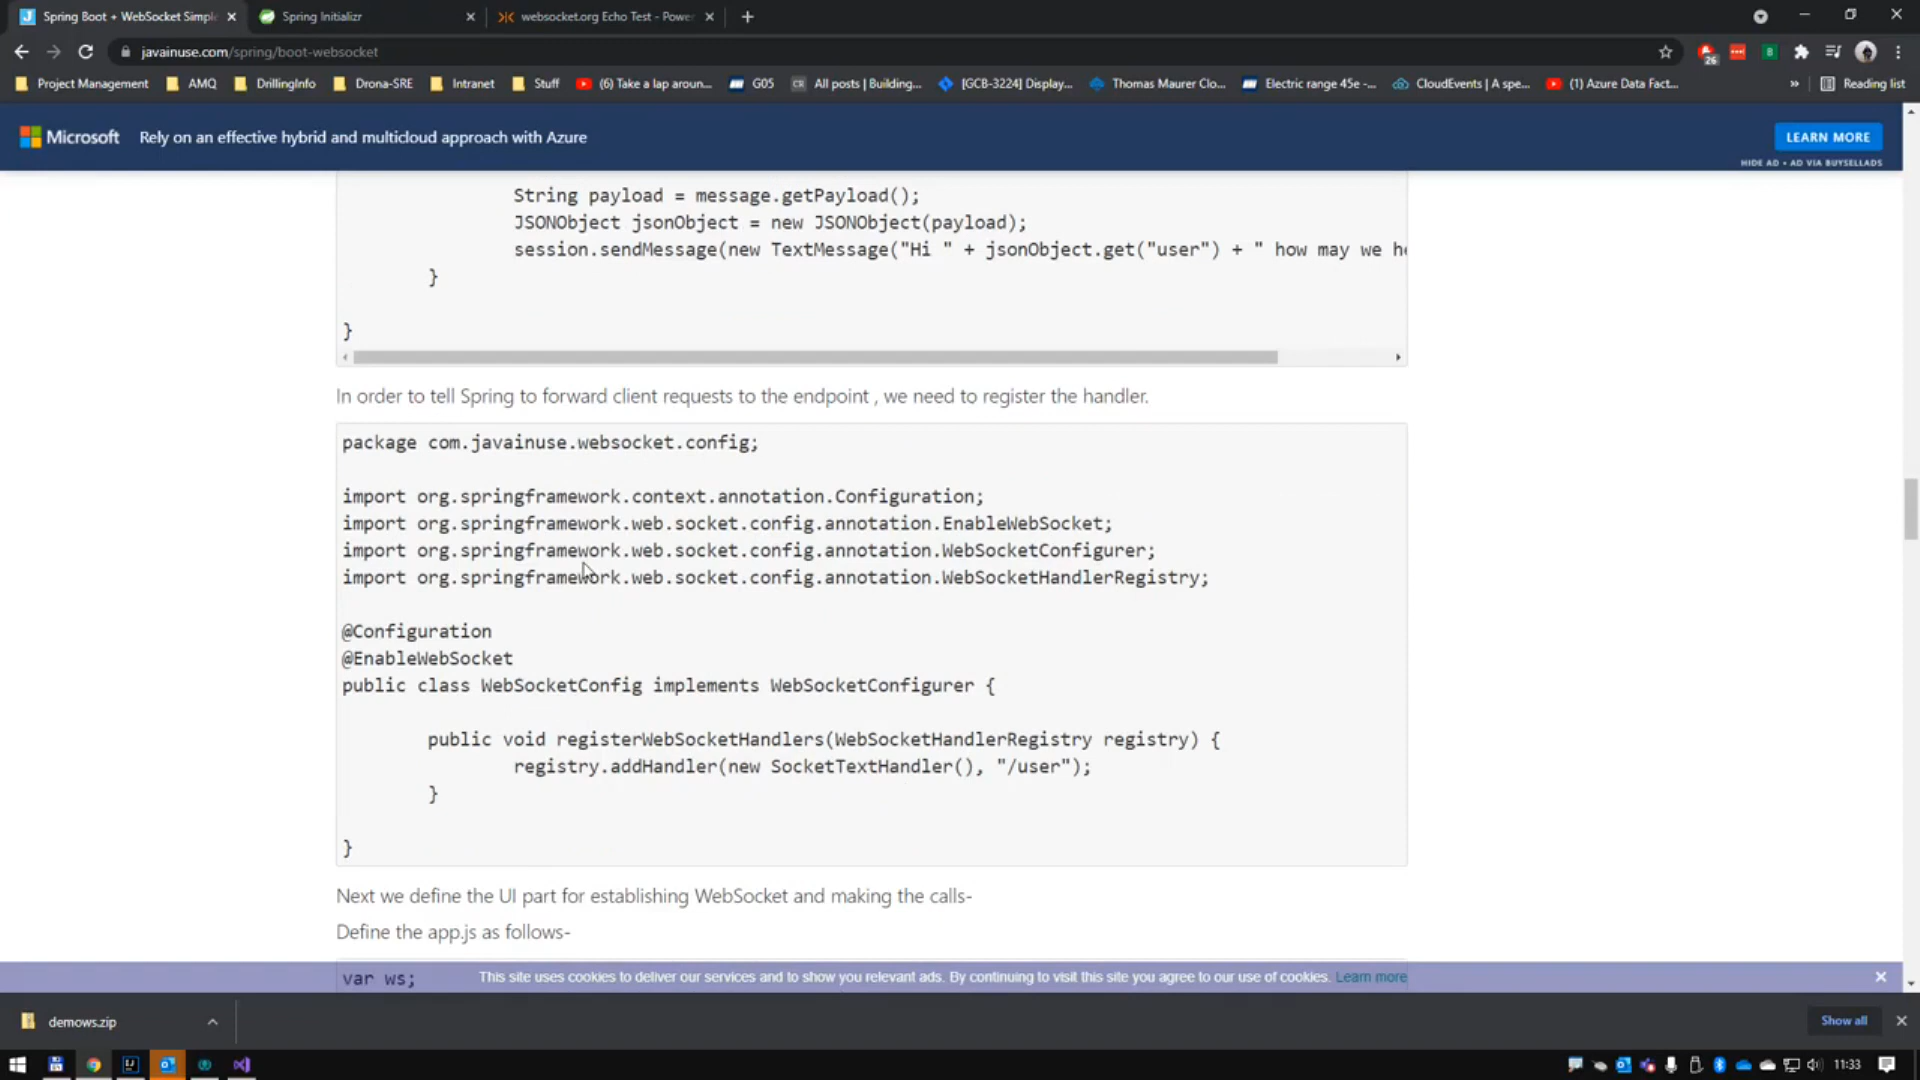 Spring Boot + WebSocket Simple
Spring Initializr
websocket.org Echo Test - Powe
javainuse.com/spring/boot-websocket
26
Project Management
AMQ
DrillingInfo
Drona-SRE
Intranet
Stuff
(6) Take a lap aroun...
G05
CR All posts | Building...
[GCB-3224] Display...
Thomas Maurer Clo...
Electric range 45e -...
CloudEvents | A spe...
(1) Azure Data Fact...
»
Reading list
Microsoft
Rely on an effective hybrid and multicloud approach with Azure
LEARN MORE
HIDE AD • AD VIA BUYSELLADS
String payload = message.getPayload();
JSONObject jsonObject = new JSONObject(payload);
session.sendMessage(new TextMessage("Hi " + jsonObject.get("user") + " how may we he
}
}
In order to tell Spring to forward client requests to the endpoint , we need to register the handler.
package com.javainuse.websocket.config;
import org.springframework.context.annotation.Configuration;
import org.springframework.web.socket.config.annotation.EnableWebSocket;
import org.springframework.web.socket.config.annotation.WebSocketConfigurer;
import org.springframework.web.socket.config.annotation.WebSocketHandlerRegistry;
@Configuration
@EnableWebSocket
public class WebSocketConfig implements WebSocketConfigurer {
public void registerWebSocketHandlers(WebSocketHandlerRegistry registry) {
registry.addHandler(new SocketTextHandler(), "/user");
}
}
Next we define the UI part for establishing WebSocket and making the calls-
Define the app.js as follows-
var ws;
This site uses cookies to deliver our services and to show you relevant ads. By continuing to visit this site you agree to our use of cookies. Learn more
demows.zip
Show all
11:33